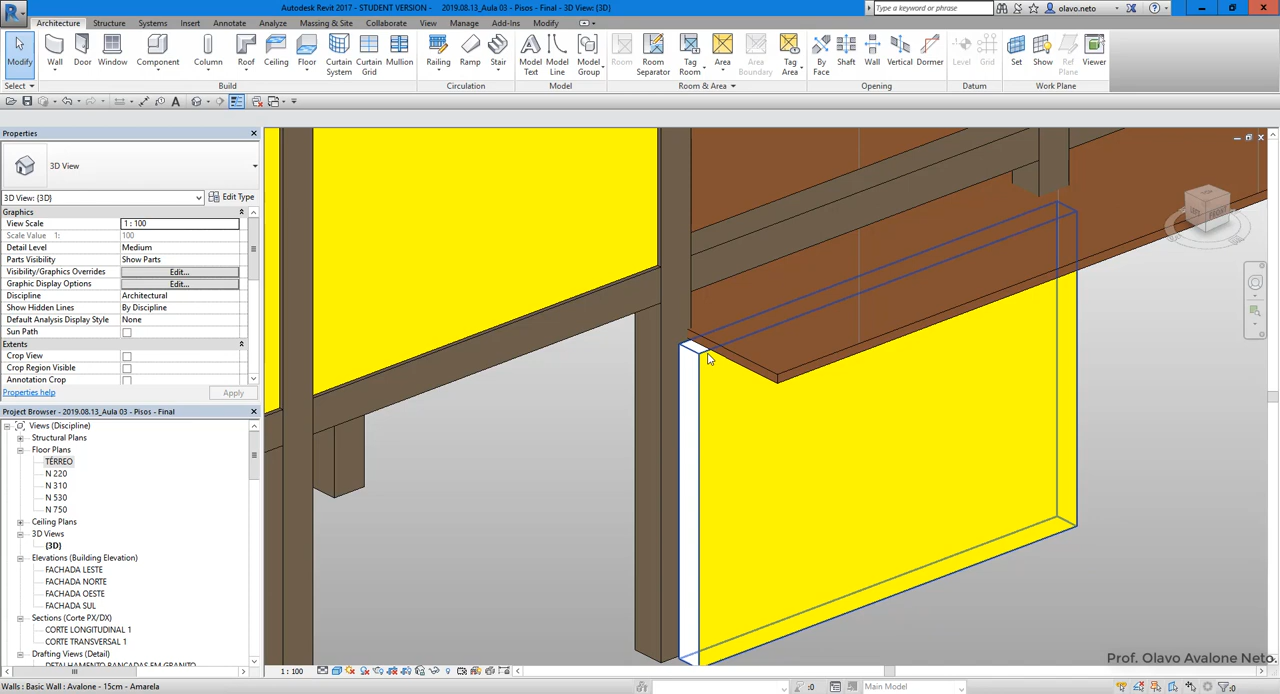 Autodesk Revit 2017 - STUDENT VERSION - 2019.08.13_Aula 03 - Pisos - Final - 3D View: {3D}
Type a keyword or phrase
olavo.neto
Architecture Structure Systems Insert Annotate Analyze Massing & Site Collaborate View Manage Add-Ins Modify
Modify Wall Door Window Component Column Roof Ceiling Floor Curtain System Curtain Grid Mullion Railing Ramp Stair Model Text Model Line Model Group Room Room Separator Tag Room Area Area Boundary Tag Area By Face Shaft Wall Vertical Dormer Level Grid Set Show Ref Plane Viewer
Select Build Circulation Model Room & Area Opening Datum Work Plane
Properties
3D View
3D View: {3D} Edit Type
Graphics
View Scale 1 : 100
Scale Value 1: 100
Detail Level Medium
Parts Visibility Show Parts
Visibility/Graphics Overrides Edit...
Graphic Display Options Edit...
Discipline Architectural
Show Hidden Lines By Discipline
Default Analysis Display Style None
Sun Path
Extents
Crop View
Crop Region Visible
Annotation Crop
Properties help Apply
Project Browser - 2019.08.13_Aula 03 - Pisos - Final
Views (Discipline)
Structural Plans
Floor Plans
TÉRREO
N 220
N 310
N 530
N 750
Ceiling Plans
3D Views
{3D}
Elevations (Building Elevation)
FACHADA LESTE
FACHADA NORTE
FACHADA OESTE
FACHADA SUL
Sections (Corte PX/DX)
CORTE LONGITUDINAL 1
CORTE TRANSVERSAL 1
Drafting Views (Detail)
DETALHAMENTO BANCADAS EM GRANITO
FRONT
1 : 100
Prof. Olavo Avalone Neto.
Walls : Basic Wall : Avalone - 15cm - Amarela
:0
Main Model
:0